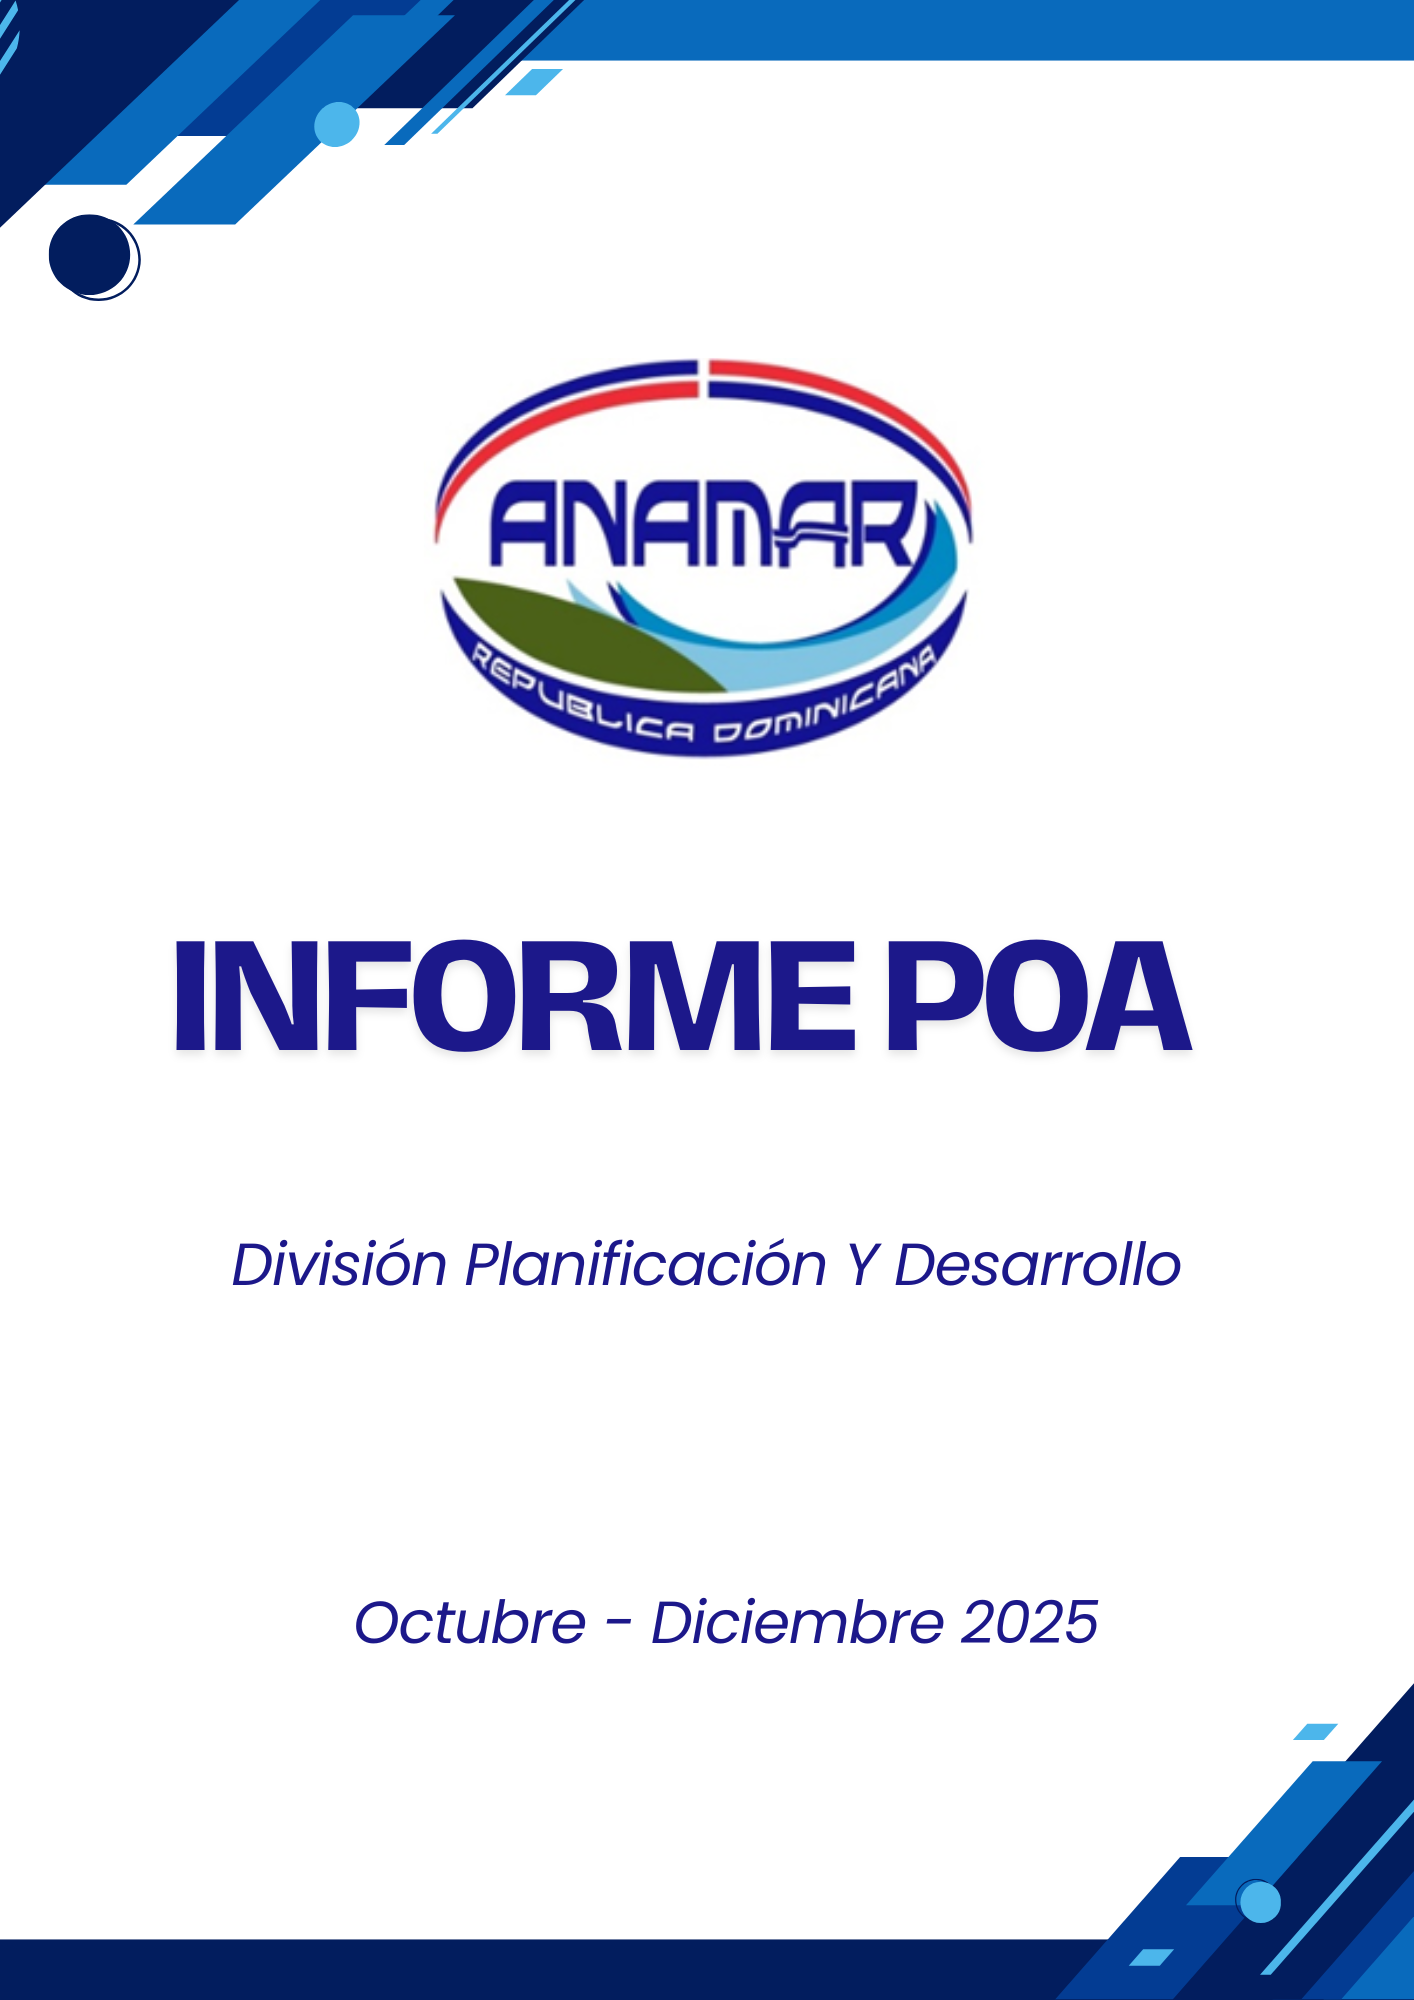 ANAMAR
REPUBLICA DOMINICANA
INFORME POA
División Planificación Y Desarrollo
Octubre - Diciembre 2025